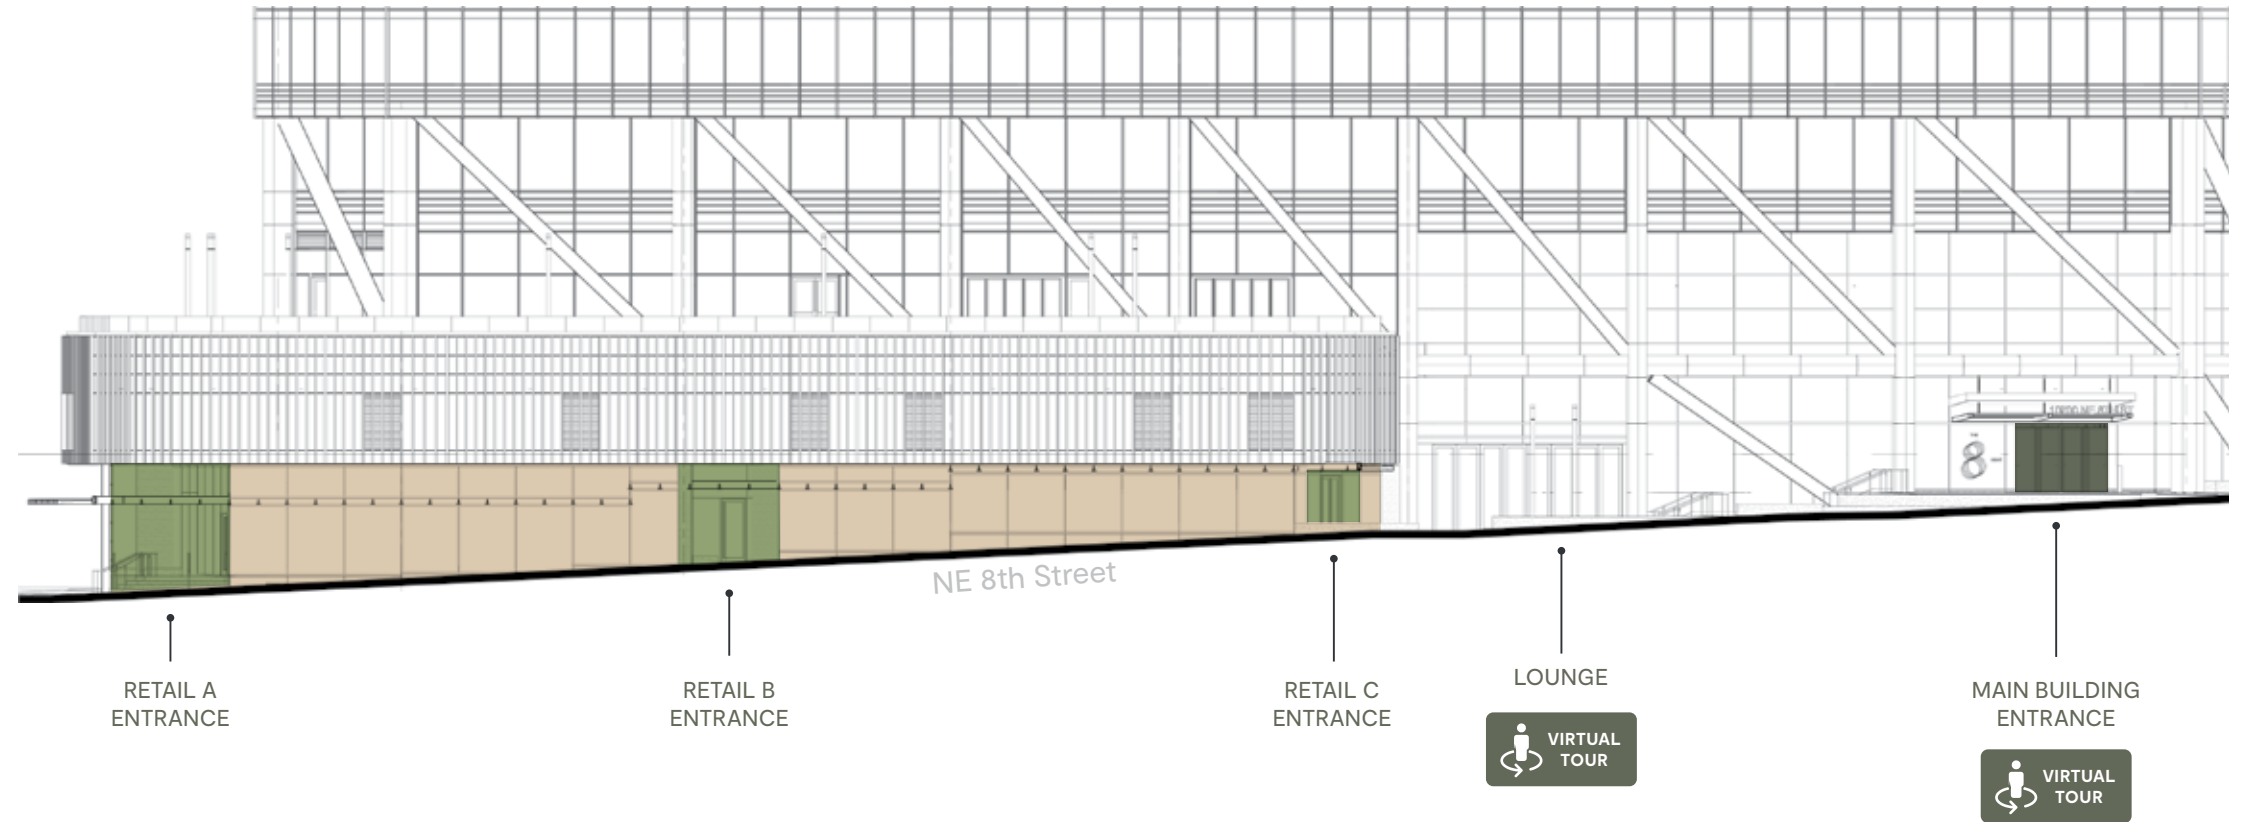 8
NE 8th Street
RETAIL A
ENTRANCE
RETAIL B
ENTRANCE
RETAIL C
ENTRANCE
LOUNGE
VIRTUAL
TOUR
MAIN BUILDING
ENTRANCE
VIRTUAL
TOUR